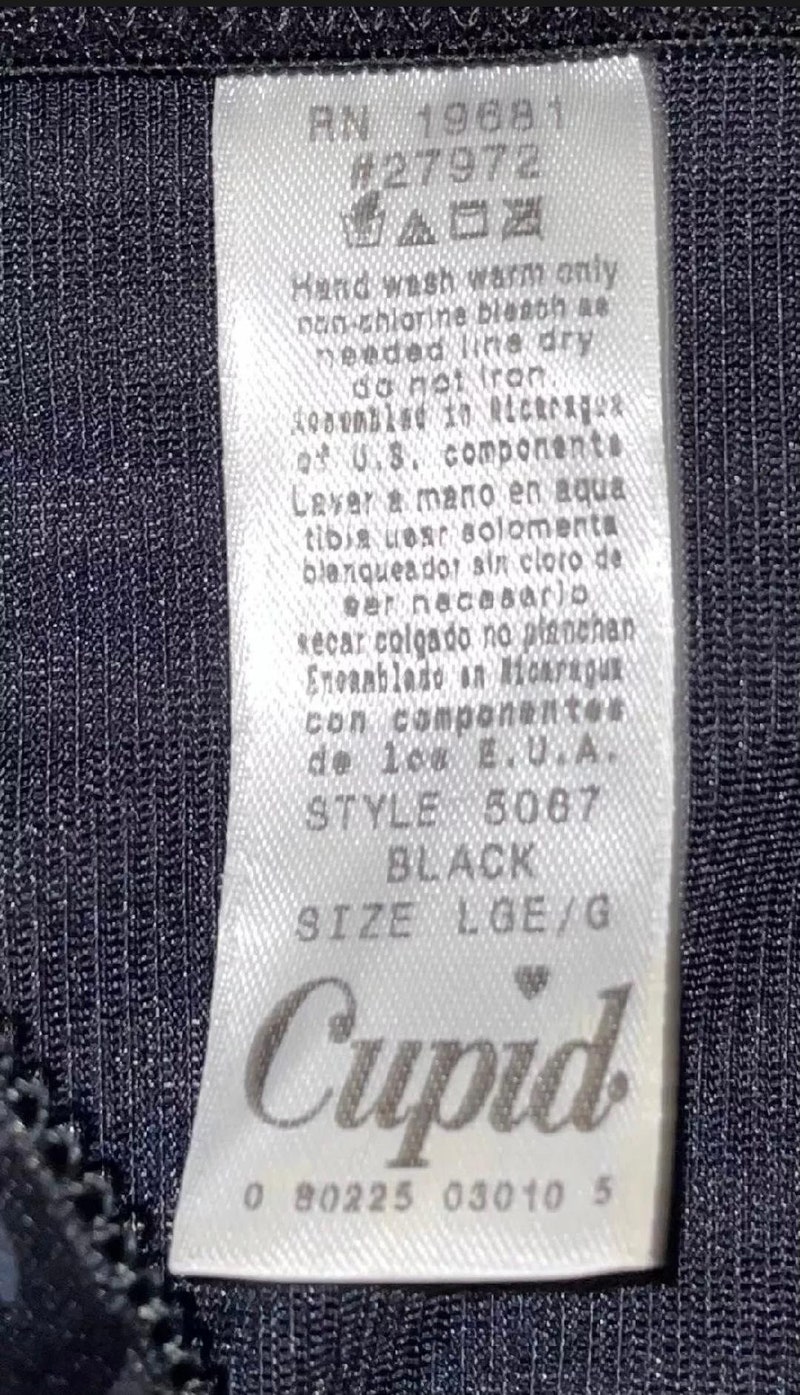 RN 19681
#27972
Hand wash warm only
non-chlorine bleach as
needed line dry
do not iron.
Assembled in Nicaragua
of U.S. components
Lavar a mano en agua
tibia usar solomente
blanqueador sin cloro de
ser necesario
secar colgado no planchan
Ensamblado en Nicaragua
con componentes
de los E.U.A.
STYLE 5067
BLACK
SIZE LGE/G
Cupid
0 80225 03010 5